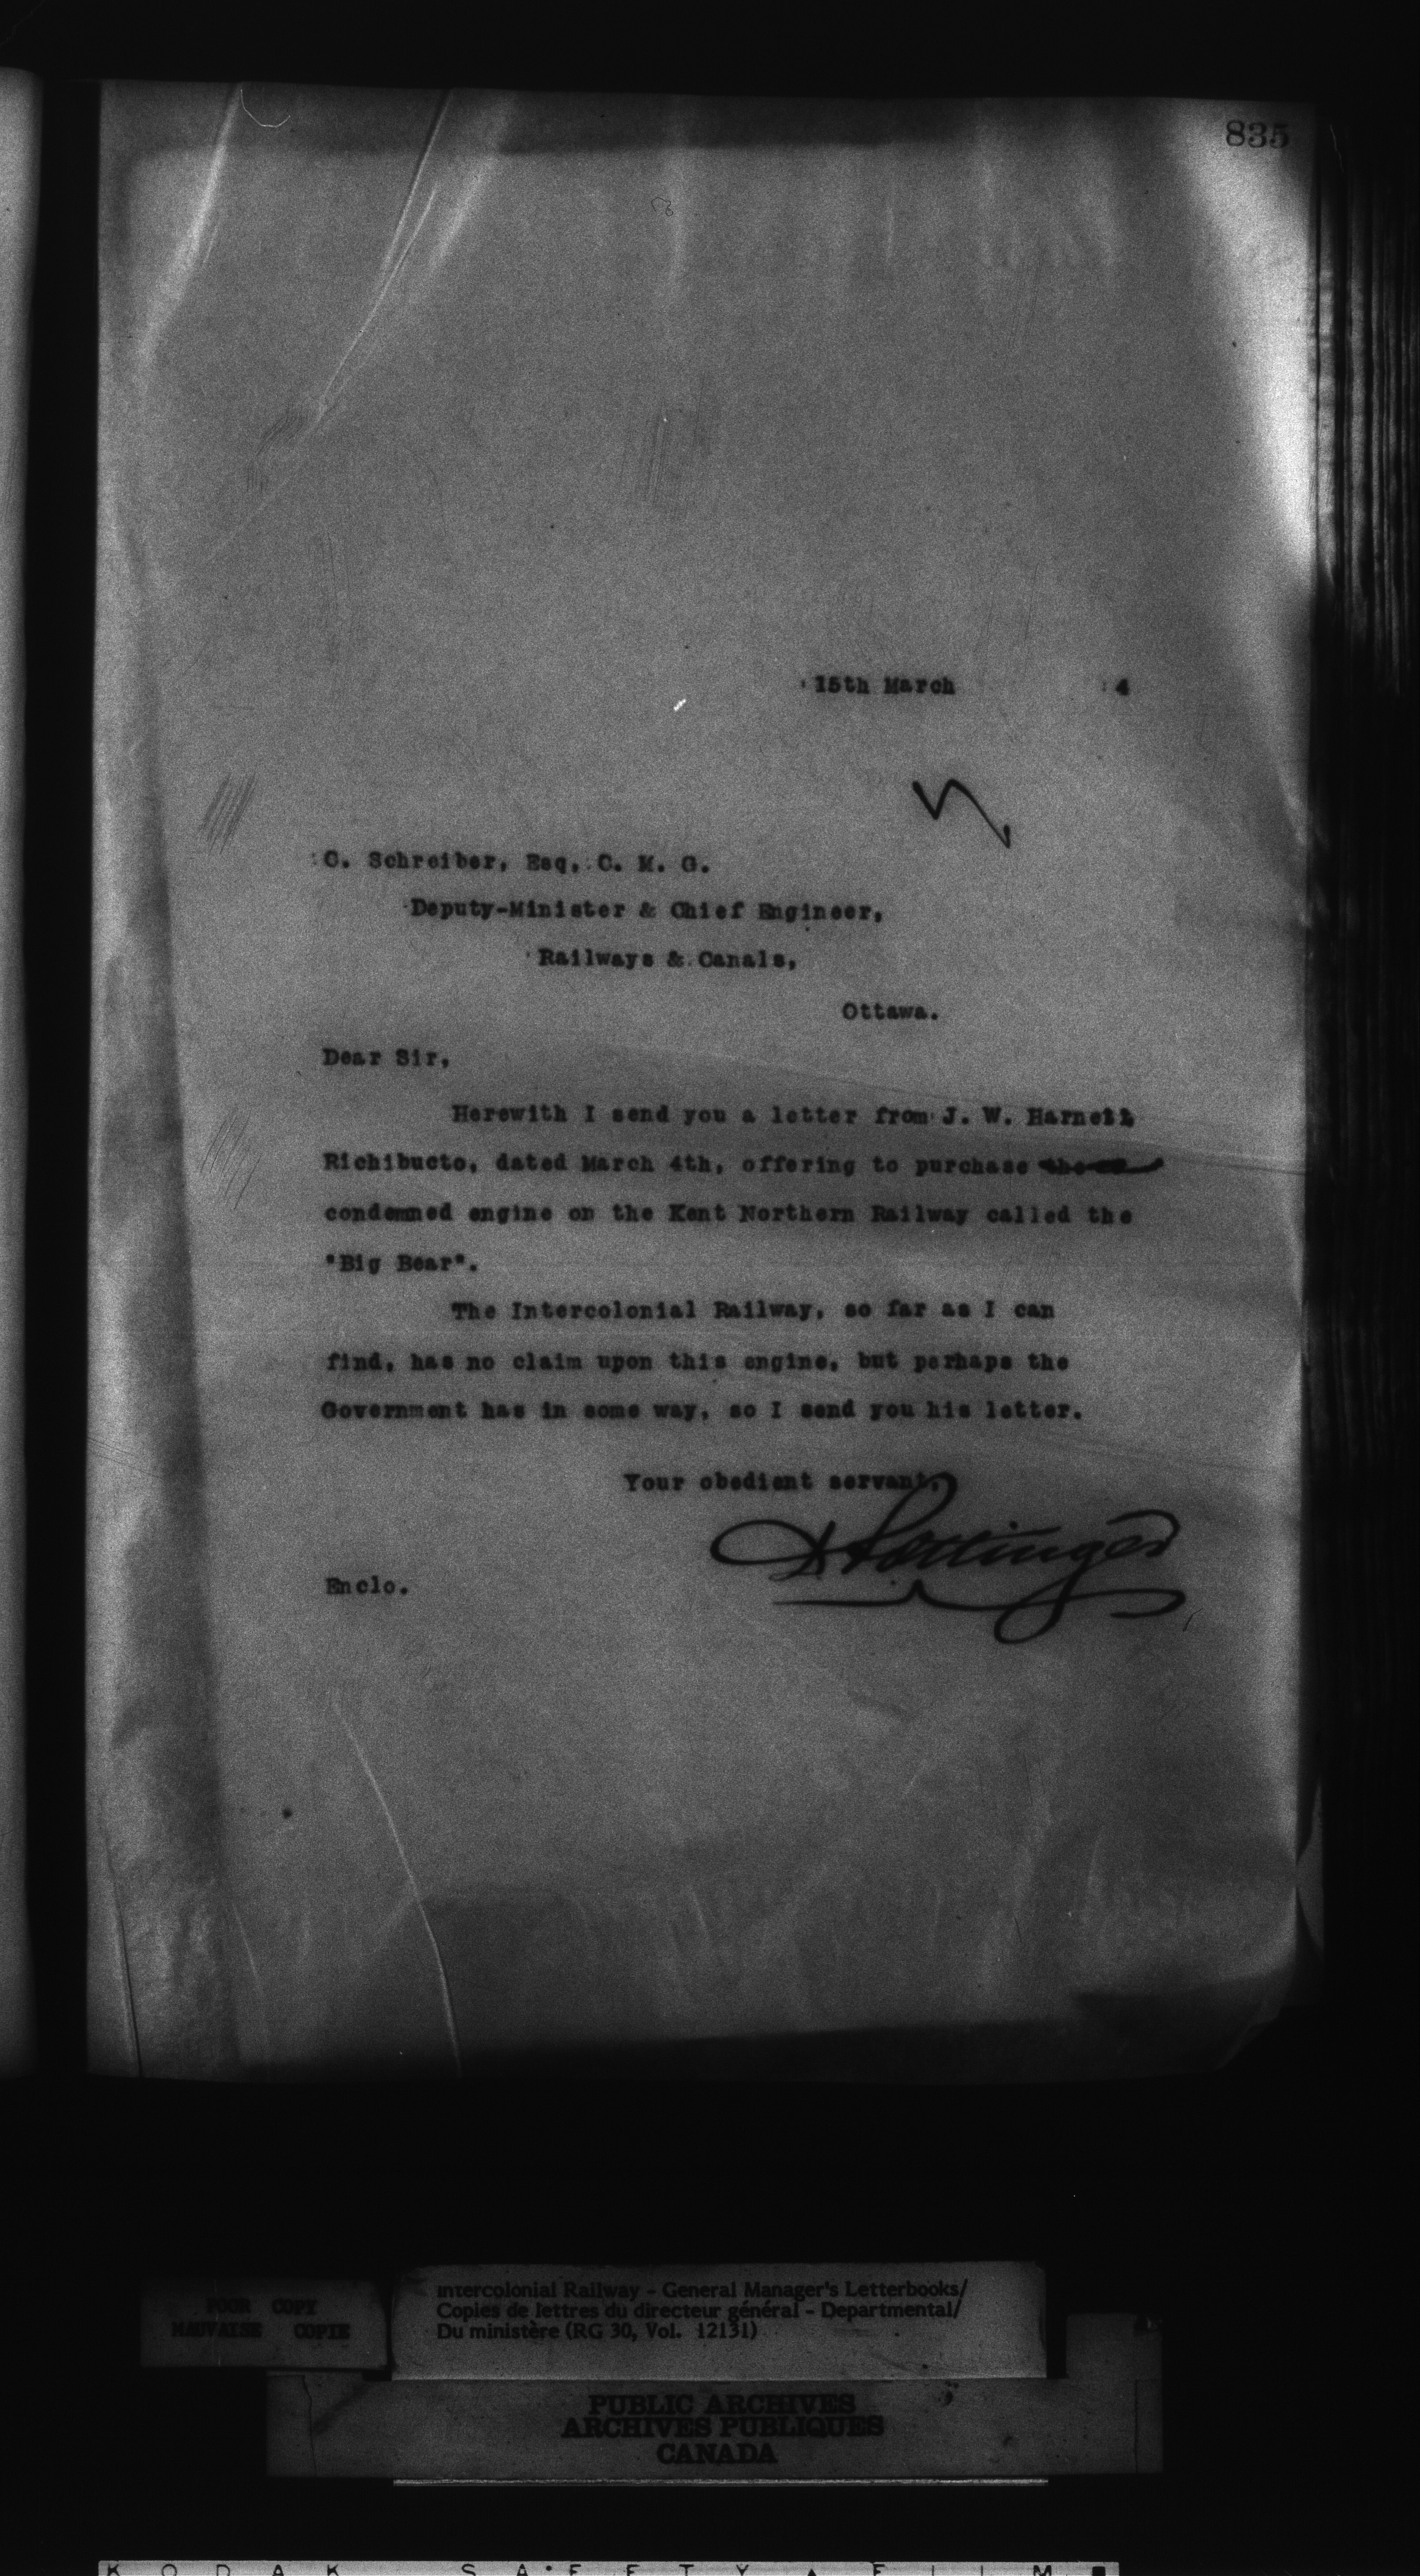 835
15th March 4
C. Schreiber, Esq, C. M. G.
Deputy-Minister & Chief Engineer,
Railways & Canals,
Ottawa.
Dear Sir,
Herewith I send you a letter from J. W. Harnett
Richibucto, dated March 4th, offering to purchase the
condemned engine on the Kent Northern Railway called the
"Big Bear".
The Intercolonial Railway, so far as I can
find, has no claim upon this engine, but perhaps the
Government has in some way, so I send you his letter.
Your obedient servant,
D Pottinger
Enclo.
POOR COPY
MAUVAISE COPIE
Intercolonial Railway - General Manager's Letterbooks/
Copies de lettres du directeur général - Departmental/
Du ministère (RG 30, Vol. 12131)
PUBLIC ARCHIVES
ARCHIVES PUBLIQUES
CANADA
KODAK SAFETY FILM